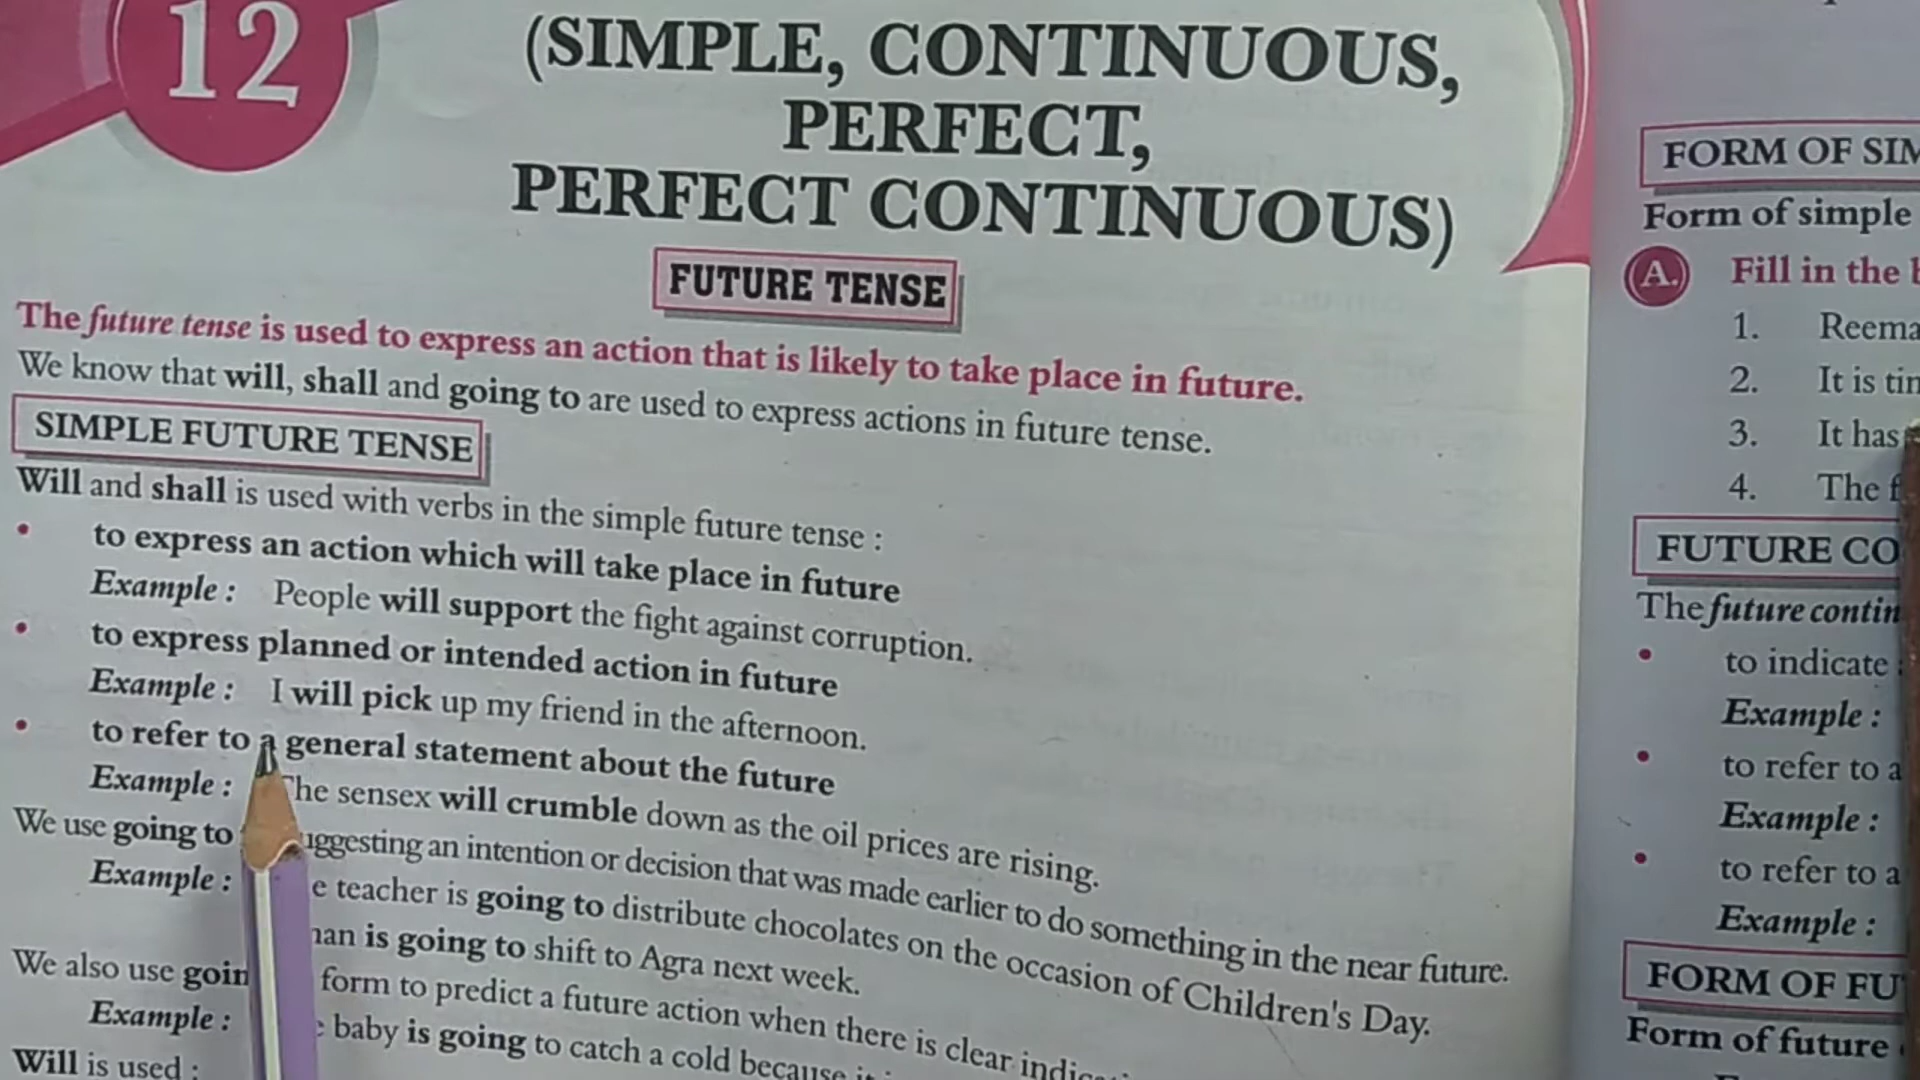 12
(SIMPLE, CONTINUOUS,
PERFECT,
PERFECT CONTINUOUS)
FUTURE TENSE
The future tense is used to express an action that is likely to take place in future.
We know that will, shall and going to are used to express actions in future tense.
SIMPLE FUTURE TENSE
Will and shall is used with verbs in the simple future tense :
• to express an action which will take place in future
Example : People will support the fight against corruption.
• to express planned or intended action in future
Example : I will pick up my friend in the afternoon.
• to refer to a general statement about the future
Example : The sensex will crumble down as the oil prices are rising.
We use going to suggesting an intention or decision that was made earlier to do something in the near future.
Example : teacher is going to distribute chocolates on the occasion of Children's Day.
is going to shift to Agra next week.
We also use form to predict a future action when there is clear
Example : baby is going to catch a cold because
Will is used :
FORM OF
Form of simple
A. Fill in the
1. Reema
2. It is
3. It has
4. The
FUTURE
The future
• to indicate
Example :
• to refer to a
Example :
• to refer to a
Example :
FORM OF
Form of future